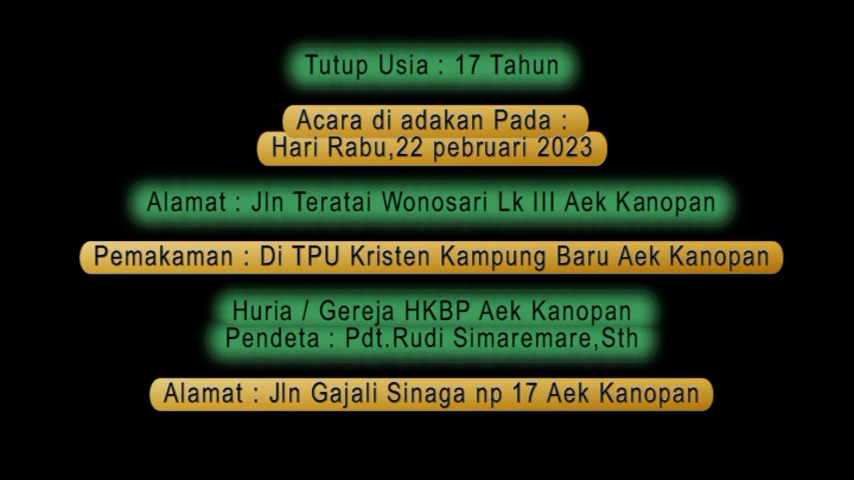 Tutup Usia : 17 Tahun
Acara di adakan Pada :
Hari Rabu,22 pebruari 2023
Alamat : Jln Teratai Wonosari Lk III Aek Kanopan
Pemakaman : Di TPU Kristen Kampung Baru Aek Kanopan
Huria / Gereja HKBP Aek Kanopan
Pendeta : Pdt.Rudi Simaremare,Sth
Alamat : Jln Gajali Sinaga np 17 Aek Kanopan